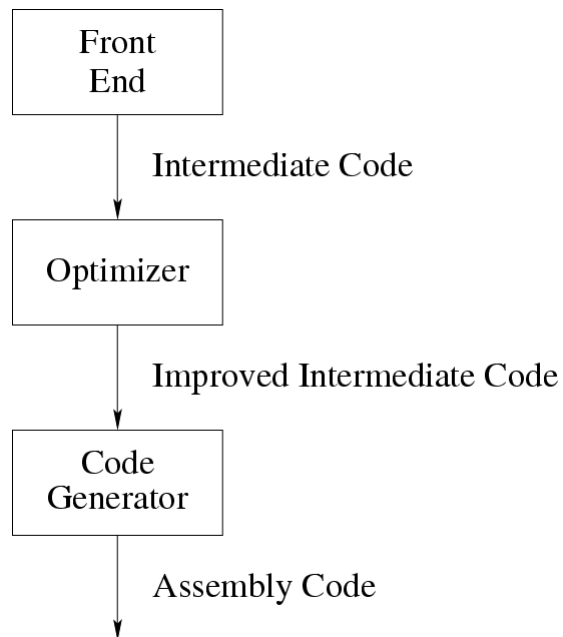 Front
End
Intermediate Code
Optimizer
Improved Intermediate Code
Code
Generator
Assembly Code